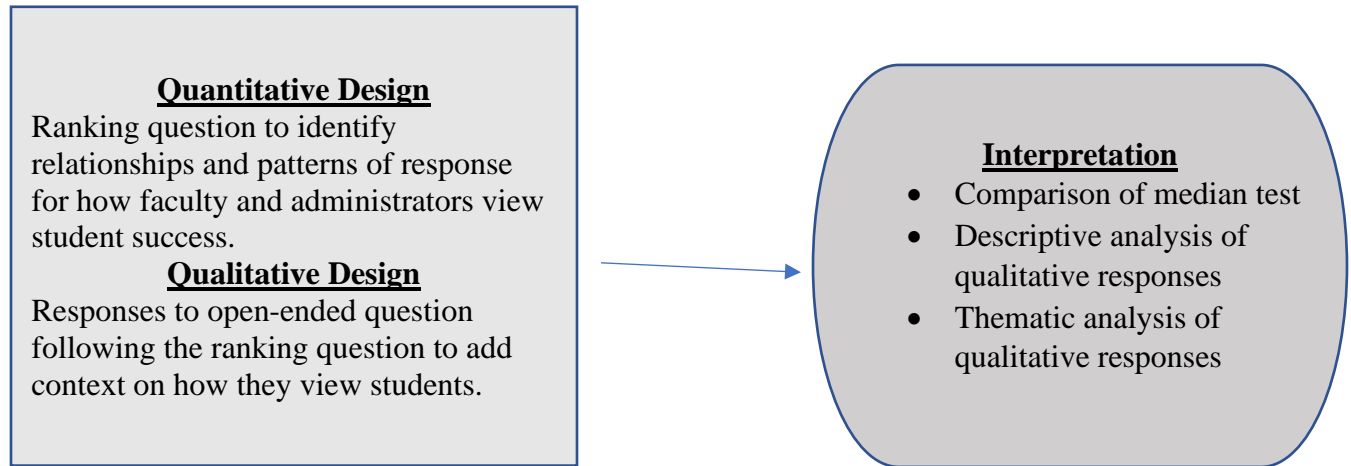 Quantitative Design
Ranking question to identify
relationships and patterns of response
for how faculty and administrators view
student success.
Qualitative Design
Responses to open-ended question
following the ranking question to add
context on how they view students.
Interpretation
• Comparison of median test
• Descriptive analysis of
qualitative responses
• Thematic analysis of
qualitative responses